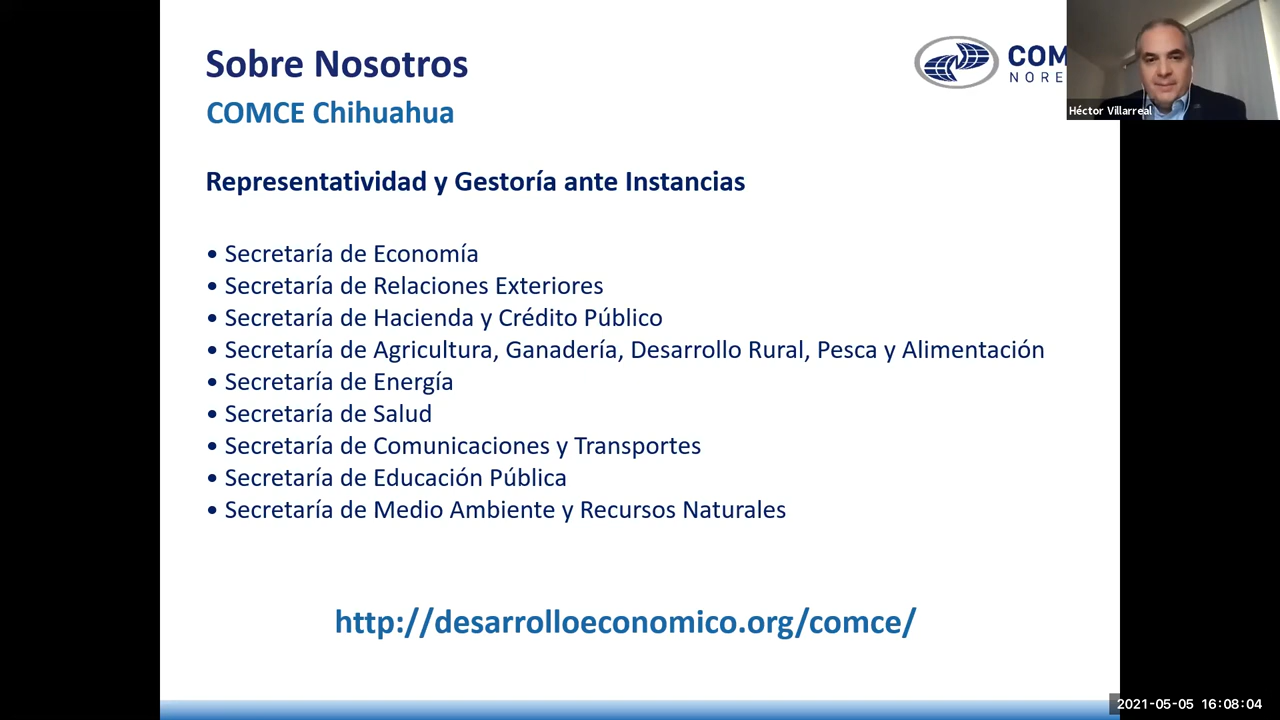 Sobre Nosotros
COMCE Chihuahua
COM
NORE
Héctor Villarreal
Representatividad y Gestoría ante Instancias
• Secretaría de Economía
• Secretaría de Relaciones Exteriores
• Secretaría de Hacienda y Crédito Público
• Secretaría de Agricultura, Ganadería, Desarrollo Rural, Pesca y Alimentación
• Secretaría de Energía
• Secretaría de Salud
• Secretaría de Comunicaciones y Transportes
• Secretaría de Educación Pública
• Secretaría de Medio Ambiente y Recursos Naturales
http://desarrolloeconomico.org/comce/
2021-05-05 16:08:04